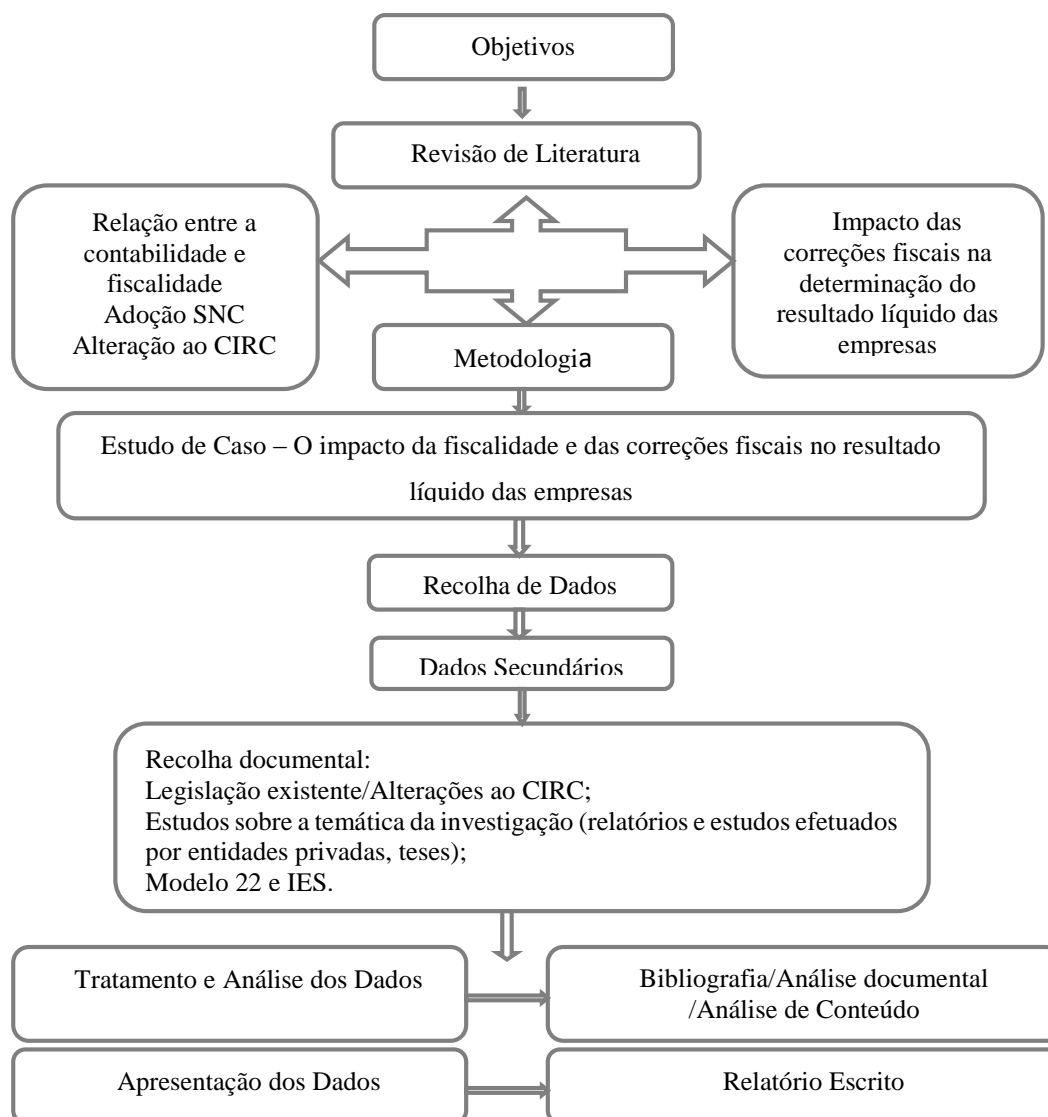 Objetivos
Revisão de Literatura
Relação entre a
contabilidade e
fiscalidade
Adoção SNC
Alteração ao CIRC
Impacto das
correções fiscais na
determinação do
resultado líquido das
empresas
Metodologia
Estudo de Caso – O impacto da fiscalidade e das correções fiscais no resultado
líquido das empresas
Recolha de Dados
Dados Secundários
Recolha documental:
Legislação existente/Alterações ao CIRC;
Estudos sobre a temática da investigação (relatórios e estudos efetuados
por entidades privadas, teses);
Modelo 22 e IES.
Tratamento e Análise dos Dados
Bibliografia/Análise documental
/Análise de Conteúdo
Apresentação dos Dados
Relatório Escrito